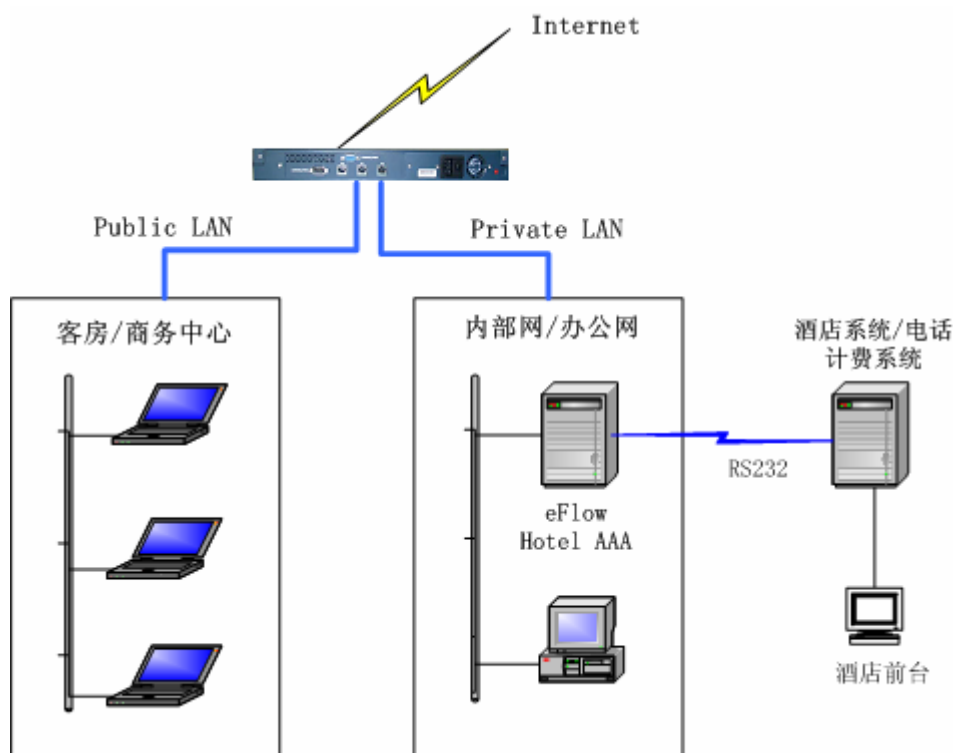 Internet
Public LAN
Private LAN
客房/商务中心
内部网/办公网
酒店系统/电话
计费系统
RS232
eFlow
Hotel AAA
酒店前台